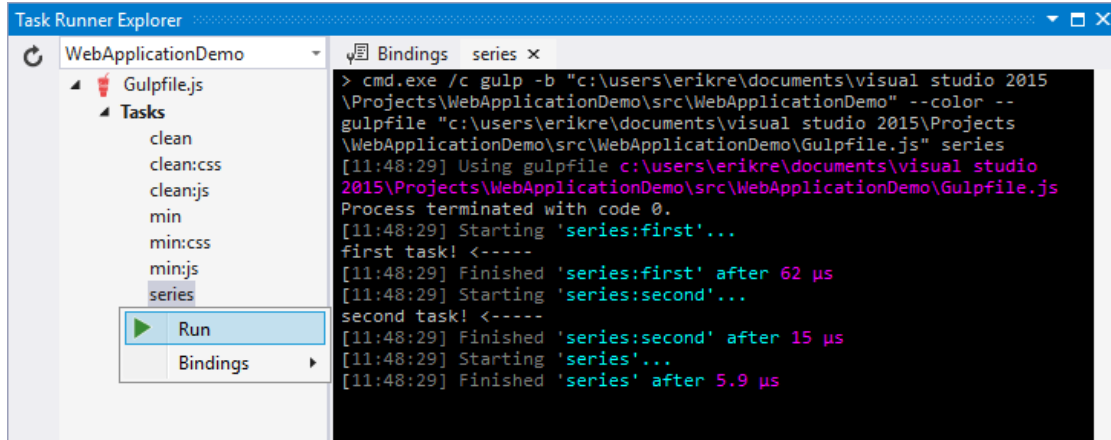 Task Runner Explorer
WebApplicationDemo
Gulpfile.js
Tasks
clean
clean:css
clean:js
min
min:css
min:js
series
Run
Bindings
Bindings series
> cmd.exe /c gulp -b "c:\users\erikre\documents\visual studio 2015
\Projects\WebApplicationDemo\src\WebApplicationDemo" --color --
gulpfile "c:\users\erikre\documents\visual studio 2015\Projects
\WebApplicationDemo\src\WebApplicationDemo\Gulpfile.js" series
[11:48:29] Using gulpfile c:\users\erikre\documents\visual studio
2015\Projects\WebApplicationDemo\src\WebApplicationDemo\Gulpfile.js
Process terminated with code 0.
[11:48:29] Starting 'series:first'...
first task! <-----
[11:48:29] Finished 'series:first' after 62 μs
[11:48:29] Starting 'series:second'...
second task! <-----
[11:48:29] Finished 'series:second' after 15 μs
[11:48:29] Starting 'series'...
[11:48:29] Finished 'series' after 5.9 μs